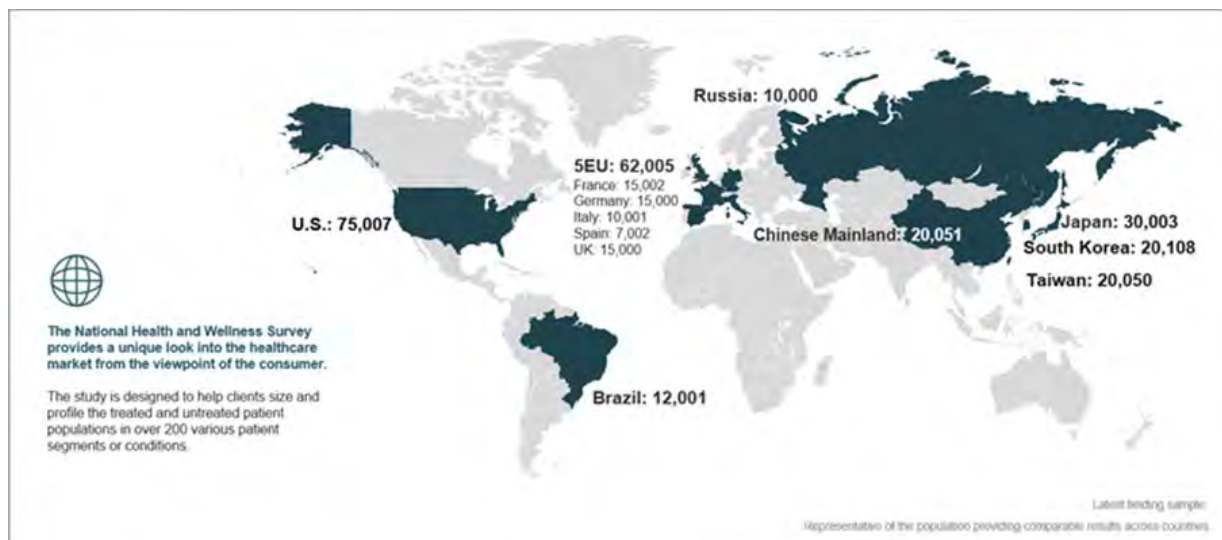 Russia: 10,000
5EU: 62,005
France: 15,002
Germany: 15,000
Italy: 10,001
Spain: 7,002
UK: 15,000
U.S.: 75,007
Chinese Mainland: 20,051
Japan: 30,003
South Korea: 20,108
Taiwan: 20,050
The National Health and Wellness Survey
provides a unique look into the healthcare
market from the viewpoint of the consumer.
The study is designed to help clients size and
profile the treated and untreated patient
populations in over 200 various patient
segments or conditions.
Brazil: 12,001
Latest fielding sample.
Representative of the population providing comparable results across countries